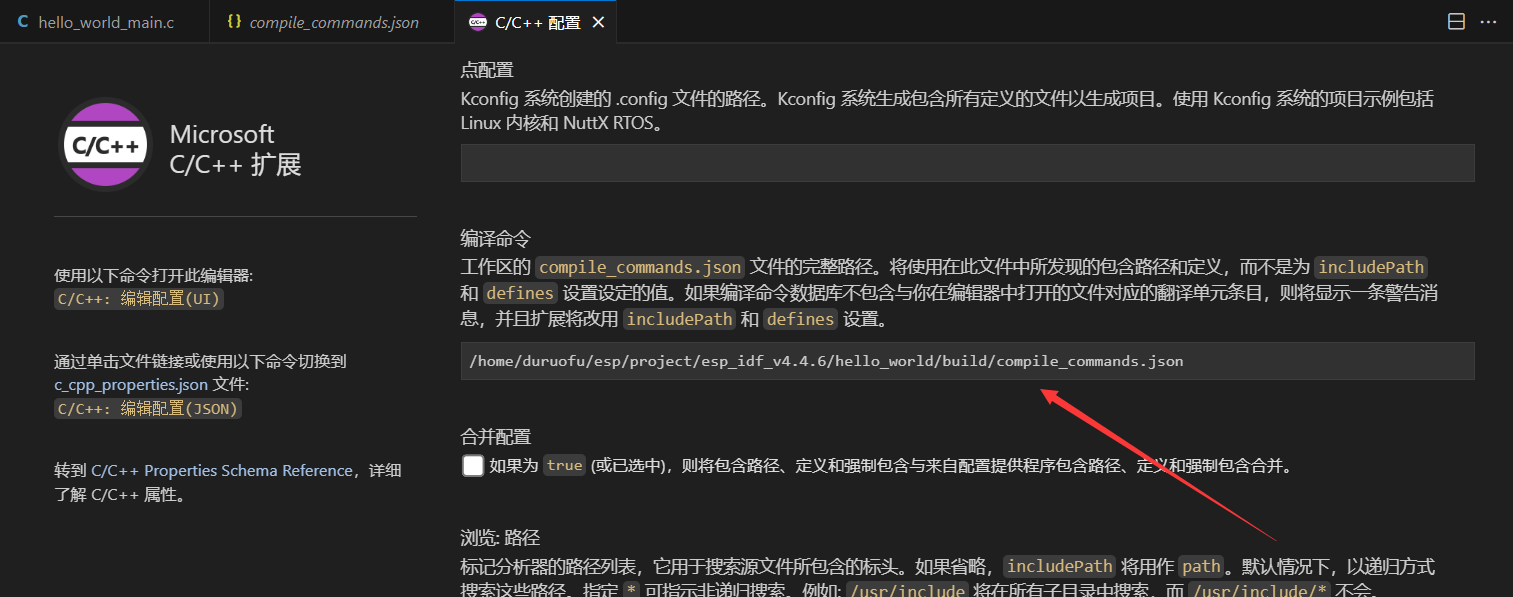 C hello_world_main.c
{} compile_commands.json
C/C++ C/C++ 配置 ✕
C/C++
Microsoft
C/C++ 扩展
使用以下命令打开此编辑器:
C/C++: 编辑配置(UI)
通过单击文件链接或使用以下命令切换到
c_cpp_properties.json 文件:
C/C++: 编辑配置(JSON)
转到 C/C++ Properties Schema Reference，详细
了解 C/C++ 属性。
点配置
Kconfig 系统创建的 .config 文件的路径。Kconfig 系统生成包含所有定义的文件以生成项目。使用 Kconfig 系统的项目示例包括
Linux 内核和 NuttX RTOS。
编译命令
工作区的 compile_commands.json 文件的完整路径。将使用在此文件中所发现的包含路径和定义，而不是为 includePath
和 defines 设置设定的值。如果编译命令数据库不包含与你在编辑器中打开的文件对应的翻译单元条目，则将显示一条警告消
息，并且扩展将改用 includePath 和 defines 设置。
/home/duruofu/esp/project/esp_idf_v4.4.6/hello_world/build/compile_commands.json
合并配置
如果为 true (或已选中)，则将包含路径、定义和强制包含与来自配置提供程序包含路径、定义和强制包含合并。
浏览: 路径
标记分析器的路径列表，它用于搜索源文件所包含的标头。如果省略，includePath 将用作 path。默认情况下，以递归方式
搜索这些路径。指定 * 可指示非递归搜索。例如: /usr/include 将在所有子目录中搜索，而 /usr/include/* 不会。